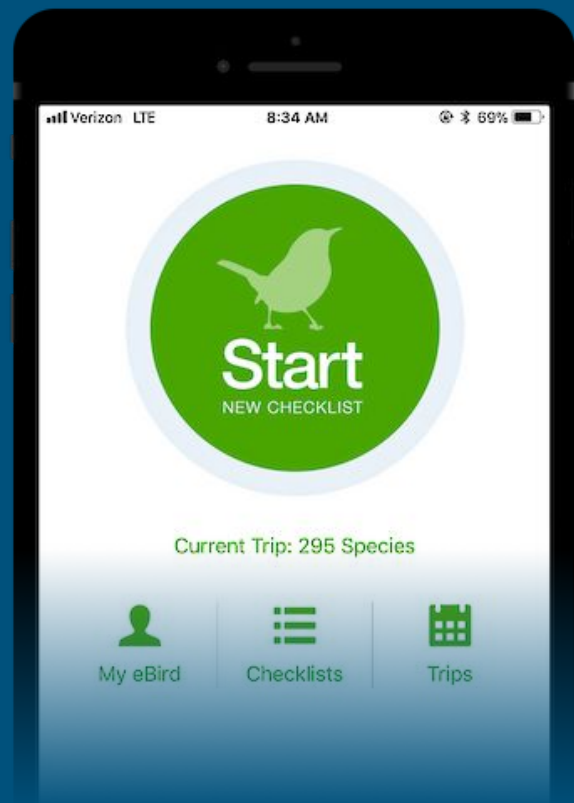 Verizon LTE 8:34 AM 69%
Start
NEW CHECKLIST
Current Trip: 295 Species
My eBird Checklists Trips